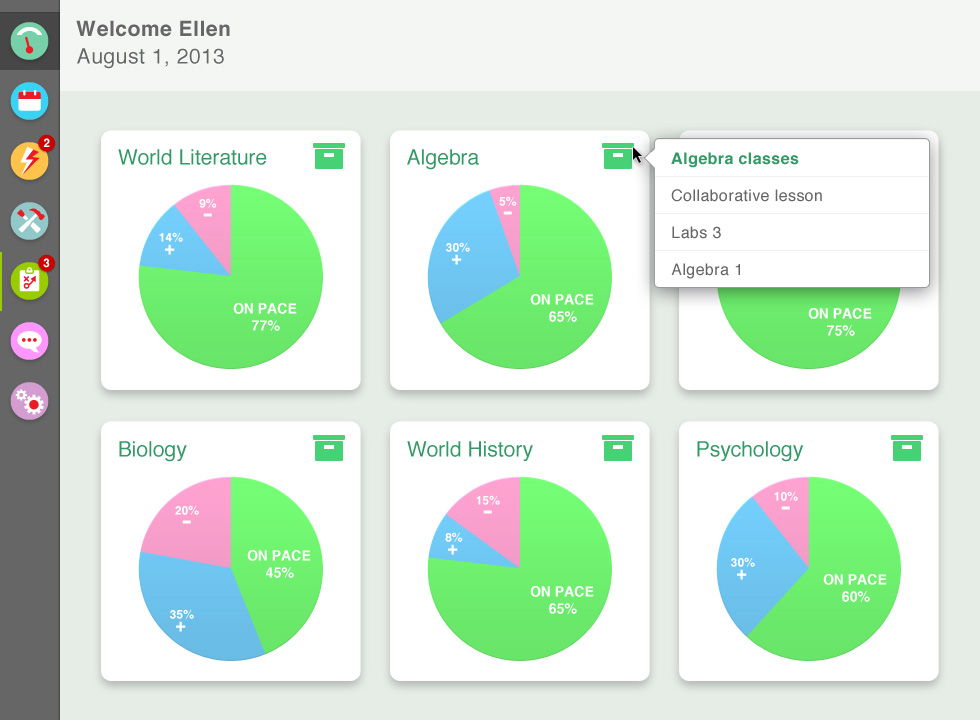 Welcome Ellen
August 1, 2013
2
3
World Literature
9%
-
14%
+
ON PACE
77%
Algebra
5%
-
30%
+
ON PACE
65%
Algebra classes
Collaborative lesson
Labs 3
Algebra 1
ON PACE
75%
Biology
20%
-
ON PACE
45%
35%
+
World History
15%
-
8%
+
ON PACE
65%
Psychology
10%
-
30%
+
ON PACE
60%